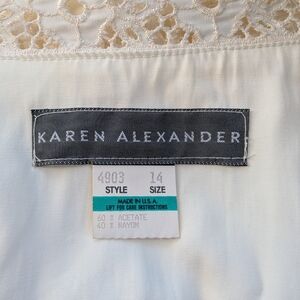 KAREN ALEXANDER
4903 14
STYLE SIZE
MADE IN U.S.A.
LIFT FOR CARE INSTRUCTIONS
60 % ACETATE
40 % RAYON